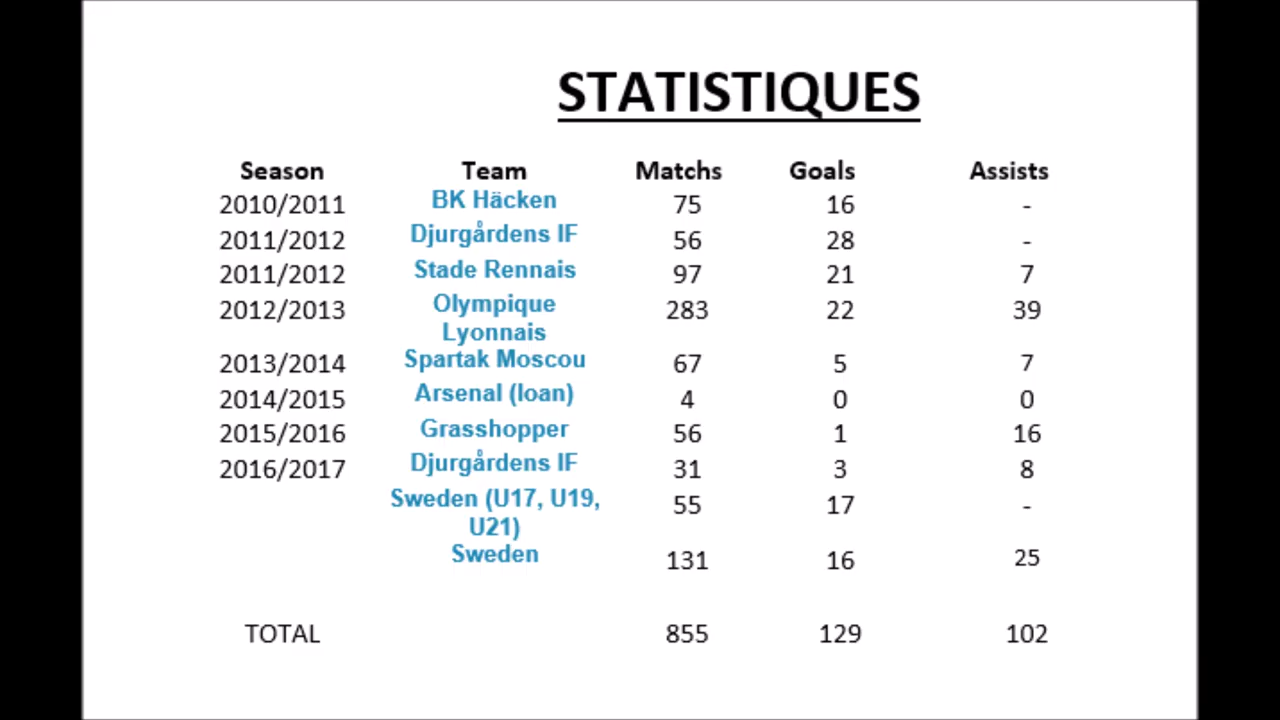 STATISTIQUES
Season Team Matchs Goals Assists
2010/2011 BK Häcken 75 16 -
2011/2012 Djurgårdens IF 56 28 -
2011/2012 Stade Rennais 97 21 7
2012/2013 Olympique 283 22 39
Lyonnais
2013/2014 Spartak Moscou 67 5 7
2014/2015 Arsenal (loan) 4 0 0
2015/2016 Grasshopper 56 1 16
2016/2017 Djurgårdens IF 31 3 8
Sweden (U17, U19, 55 17 -
U21)
Sweden 131 16 25
TOTAL 855 129 102